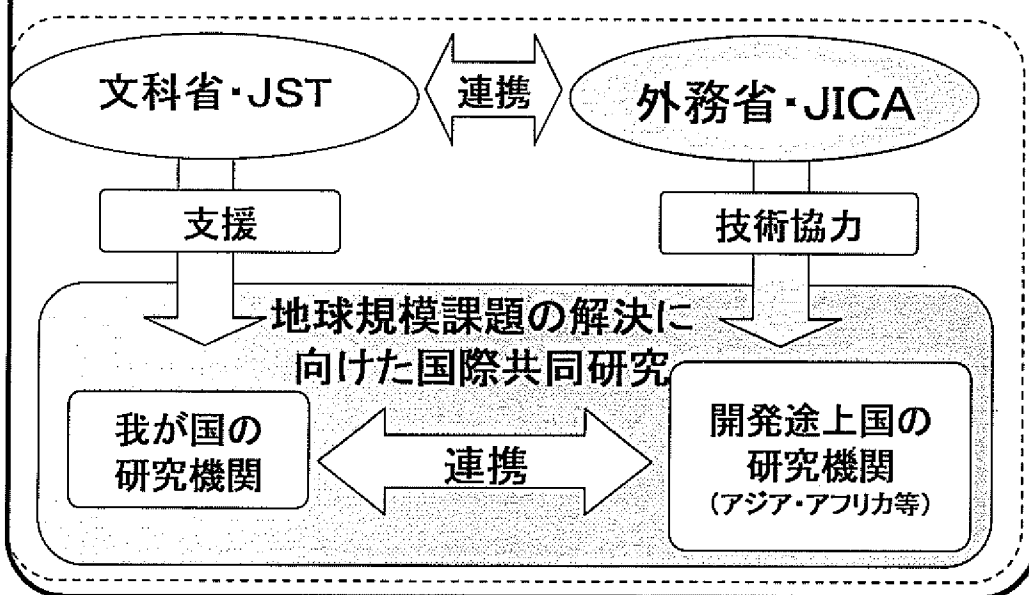 文科省・JST
連携
外務省・JICA
支援
技術協力
地球規模課題の解決に
向けた国際共同研究
我が国の
研究機関
連携
開発途上国の
研究機関
(アジア・アフリカ等)